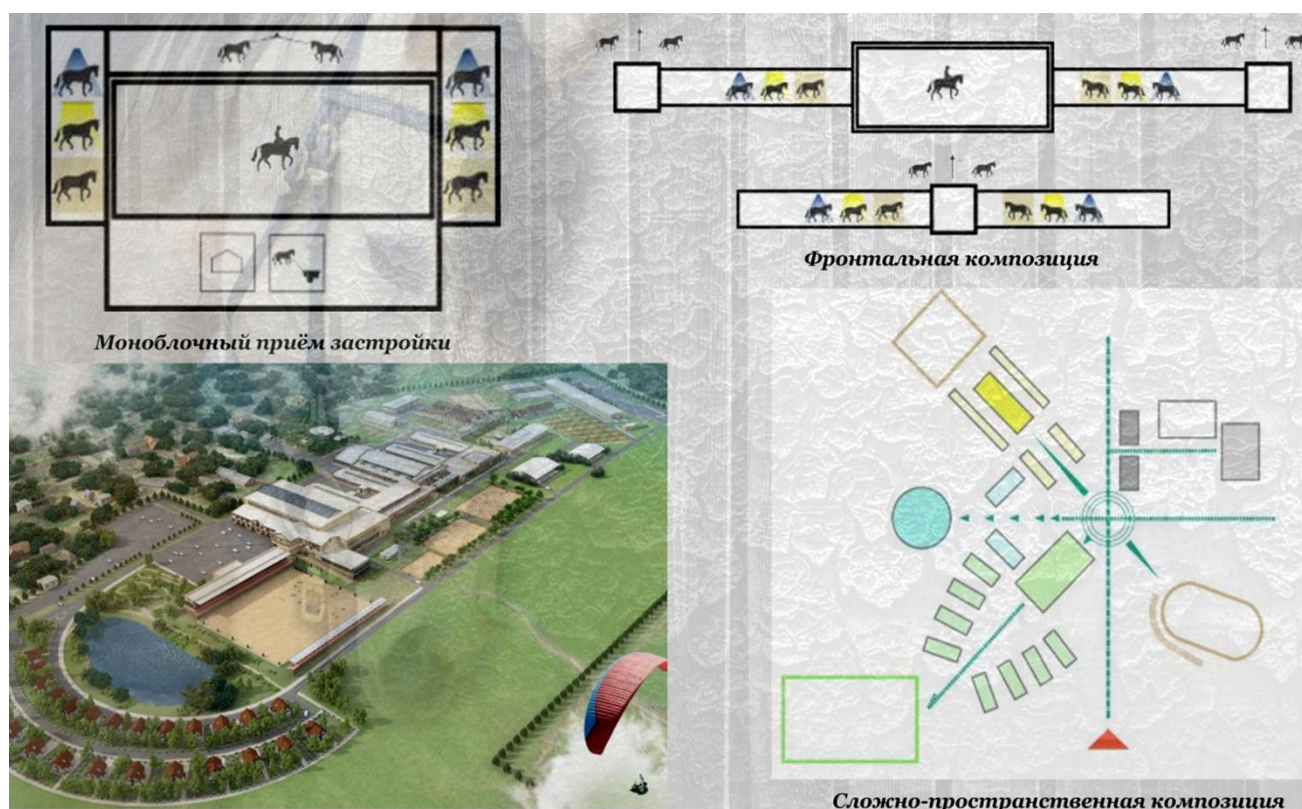 Фронтальная композиция
Моноблочный приём застройки
Сложно-пространственная композиция